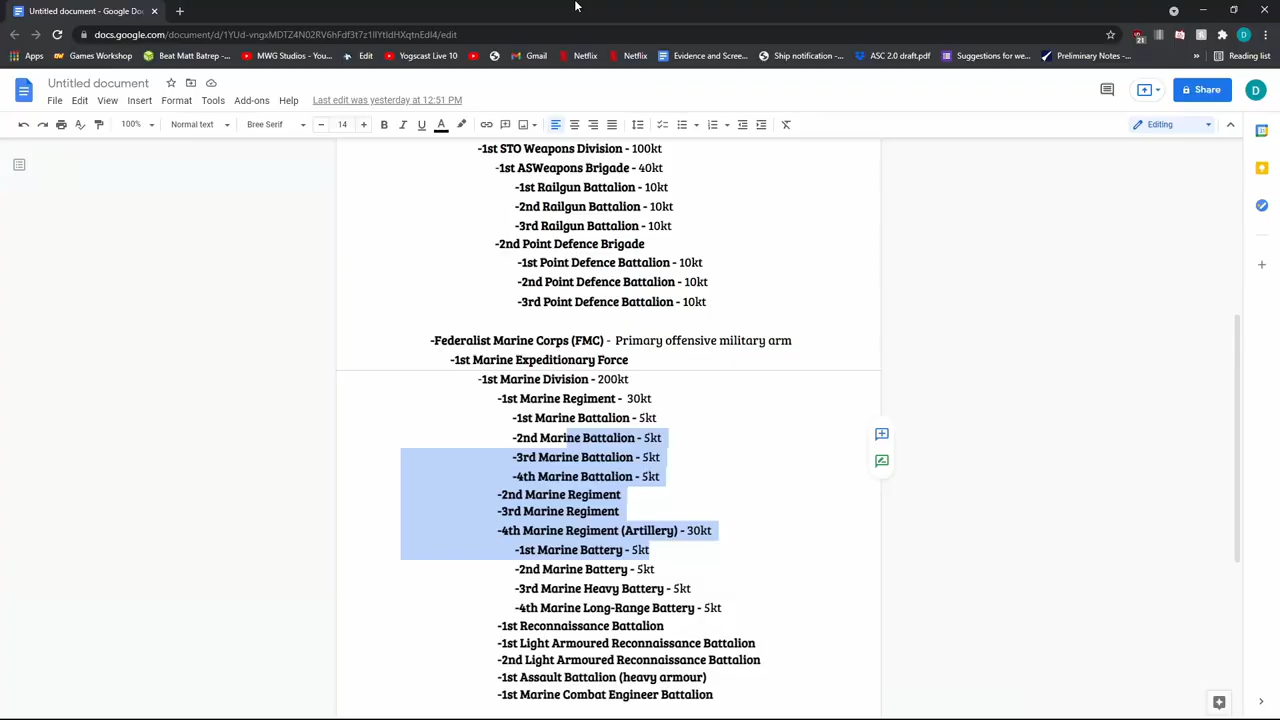 Untitled document - Google Doc
docs.google.com/document/d/1YUd-vngxMDTZ4N02RV6hFdf3t7z1IlYtIdHXqtnEdl4/edit
Apps Games Workshop Beat Matt Batrep -... MWG Studios - You... Edit Yogscast 8.0 Gmail Netflix Netflix Evidence and Scree... Ship notification -... ASC 2.0 draft.pdf Suggestions for we... Preliminary Notes -... » Reading list
Untitled document
File Edit View Insert Format Tools Add-ons Help Last edit was yesterday at 12:51 PM
Share D
100% Normal text Bree Serif - 14 + B I U A Editing
-1st STO Weapons Division - 100kt
-1st ASWeapons Brigade - 40kt
-1st Railgun Battalion - 10kt
-2nd Railgun Battalion - 10kt
-3rd Railgun Battalion - 10kt
-2nd Point Defence Brigade
-1st Point Defence Battalion - 10kt
-2nd Point Defence Battalion - 10kt
-3rd Point Defence Battalion - 10kt
-Federalist Marine Corps (FMC) - Primary offensive military arm
-1st Marine Expeditionary Force
-1st Marine Division - 200kt
-1st Marine Regiment - 30kt
-1st Marine Battalion - 5kt
-2nd Marine Battalion - 5kt
-3rd Marine Battalion - 5kt
-4th Marine Battalion - 5kt
-2nd Marine Regiment
-3rd Marine Regiment
-4th Marine Regiment (Artillery) - 30kt
-1st Marine Battery - 5kt
-2nd Marine Battery - 5kt
-3rd Marine Heavy Battery - 5kt
-4th Marine Long-Range Battery - 5kt
-1st Reconnaissance Battalion
-1st Light Armoured Reconnaissance Battalion
-2nd Light Armoured Reconnaissance Battalion
-1st Assault Battalion (heavy armour)
-1st Marine Combat Engineer Battalion